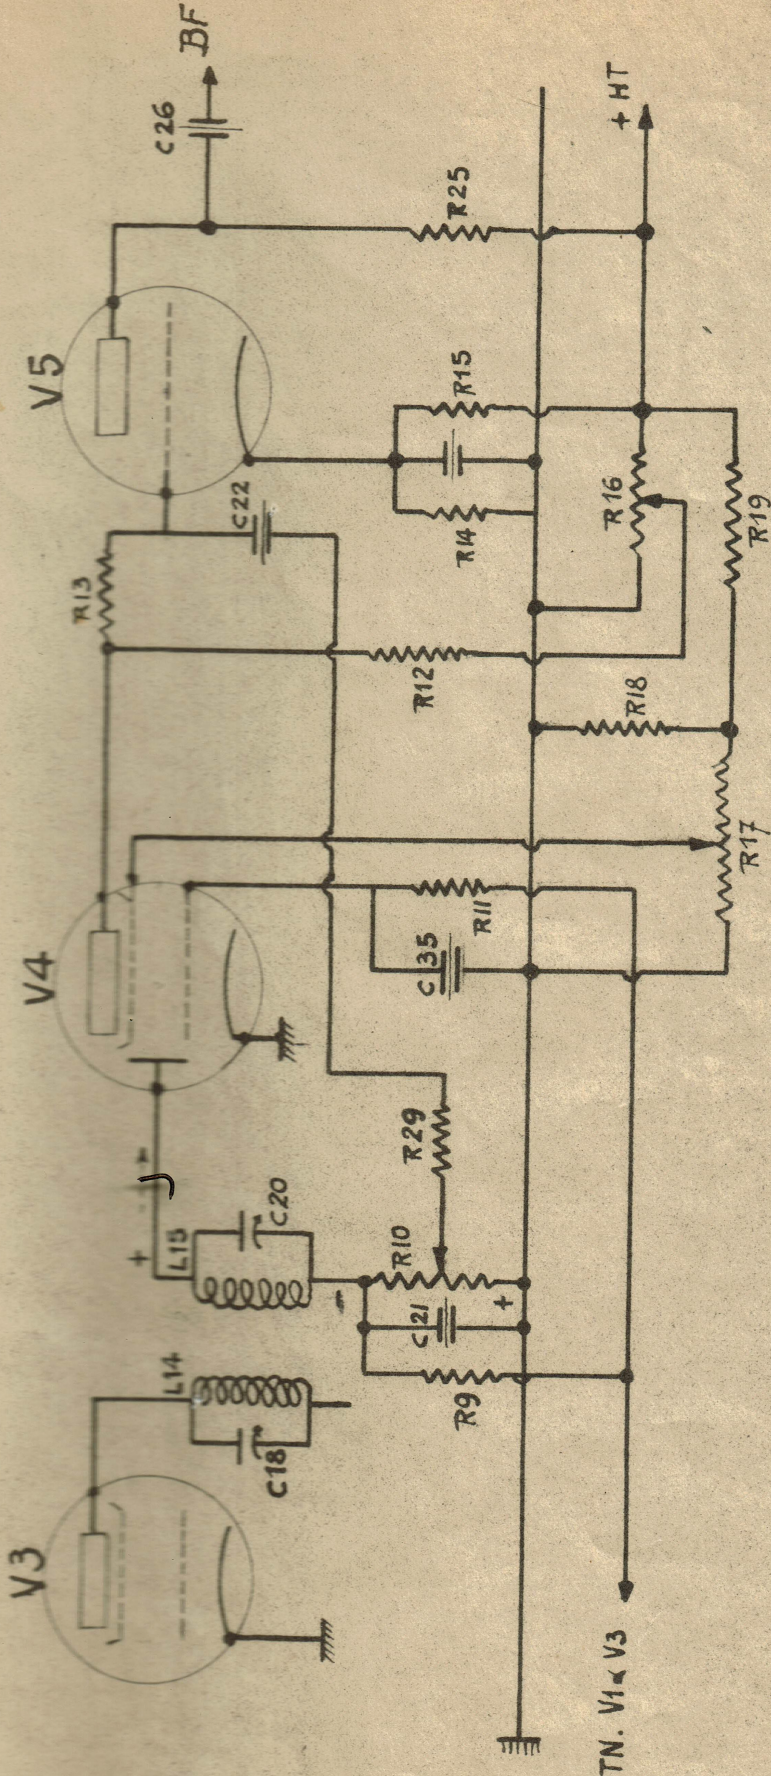 V3
V4
V5
BF
C26
L14
L15
+
C18
C20
-
R13
C22
R9
C21
R10
+
R29
C35
R11
R12
R14
R15
R25
R18
R16
+ HT
R17
R19
TN. V1 α V3